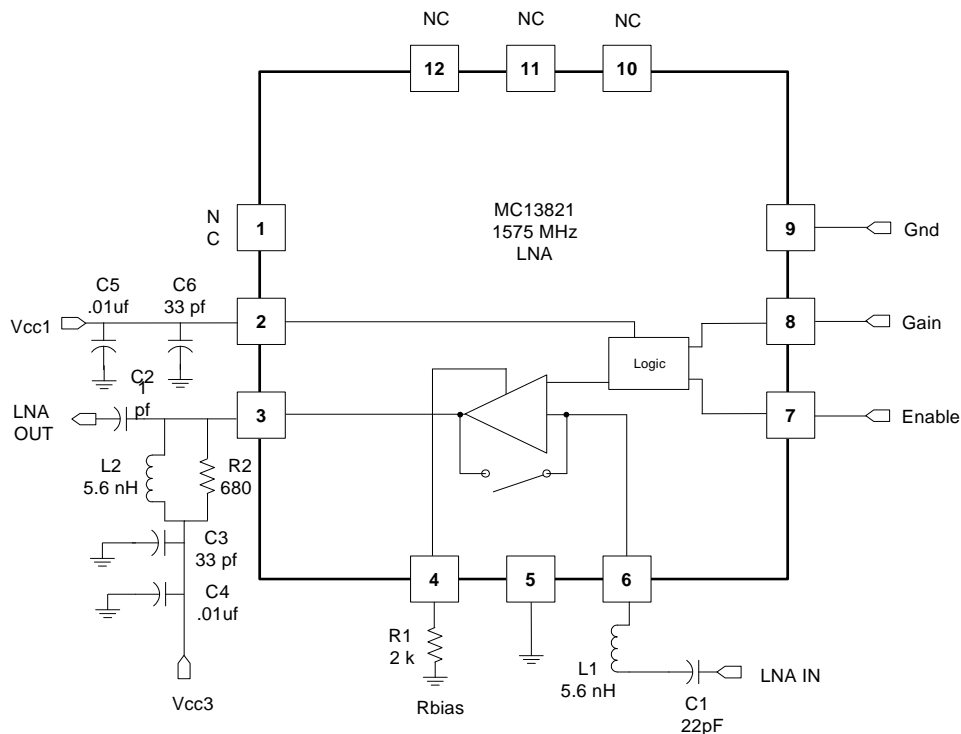 NC
NC
NC
12
11
10
N
C
1
MC13821
1575 MHz
LNA
9
Gnd
C5
.01uf
C6
33 pf
Vcc1
2
8
Gain
Logic
C2
1
pf
LNA
OUT
3
7
Enable
L2
5.6 nH
R2
680
C3
33 pf
C4
.01uf
4
5
6
R1
2 k
L1
5.6 nH
LNA IN
C1
22pF
Vcc3
Rbias